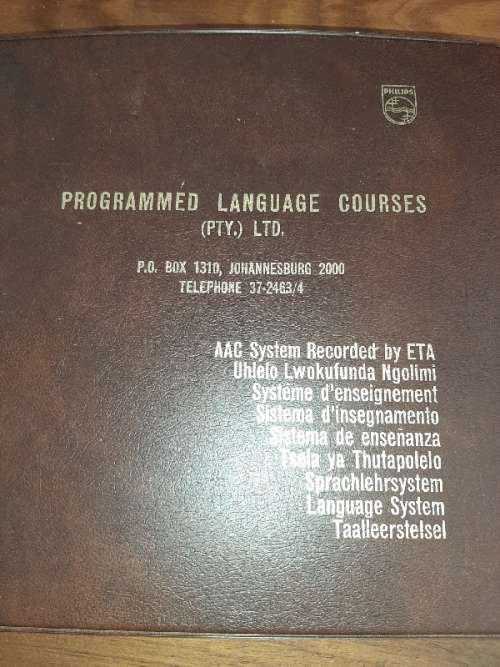 PHILIPS
PROGRAMMED LANGUAGE COURSES
(PTY.) LTD.
P.O. BOX 1310, JOHANNESBURG 2000
TELEPHONE 37-2463/4
AAC System Recorded by ETA
Uhlelo Lwokufunda Ngolimi
Système d'enseignement
Sistema d'insegnamento
Sistema de enseñanza
Tsela ya Thutapolelo
Sprachlehrsystem
Language System
Taalleerstelsel